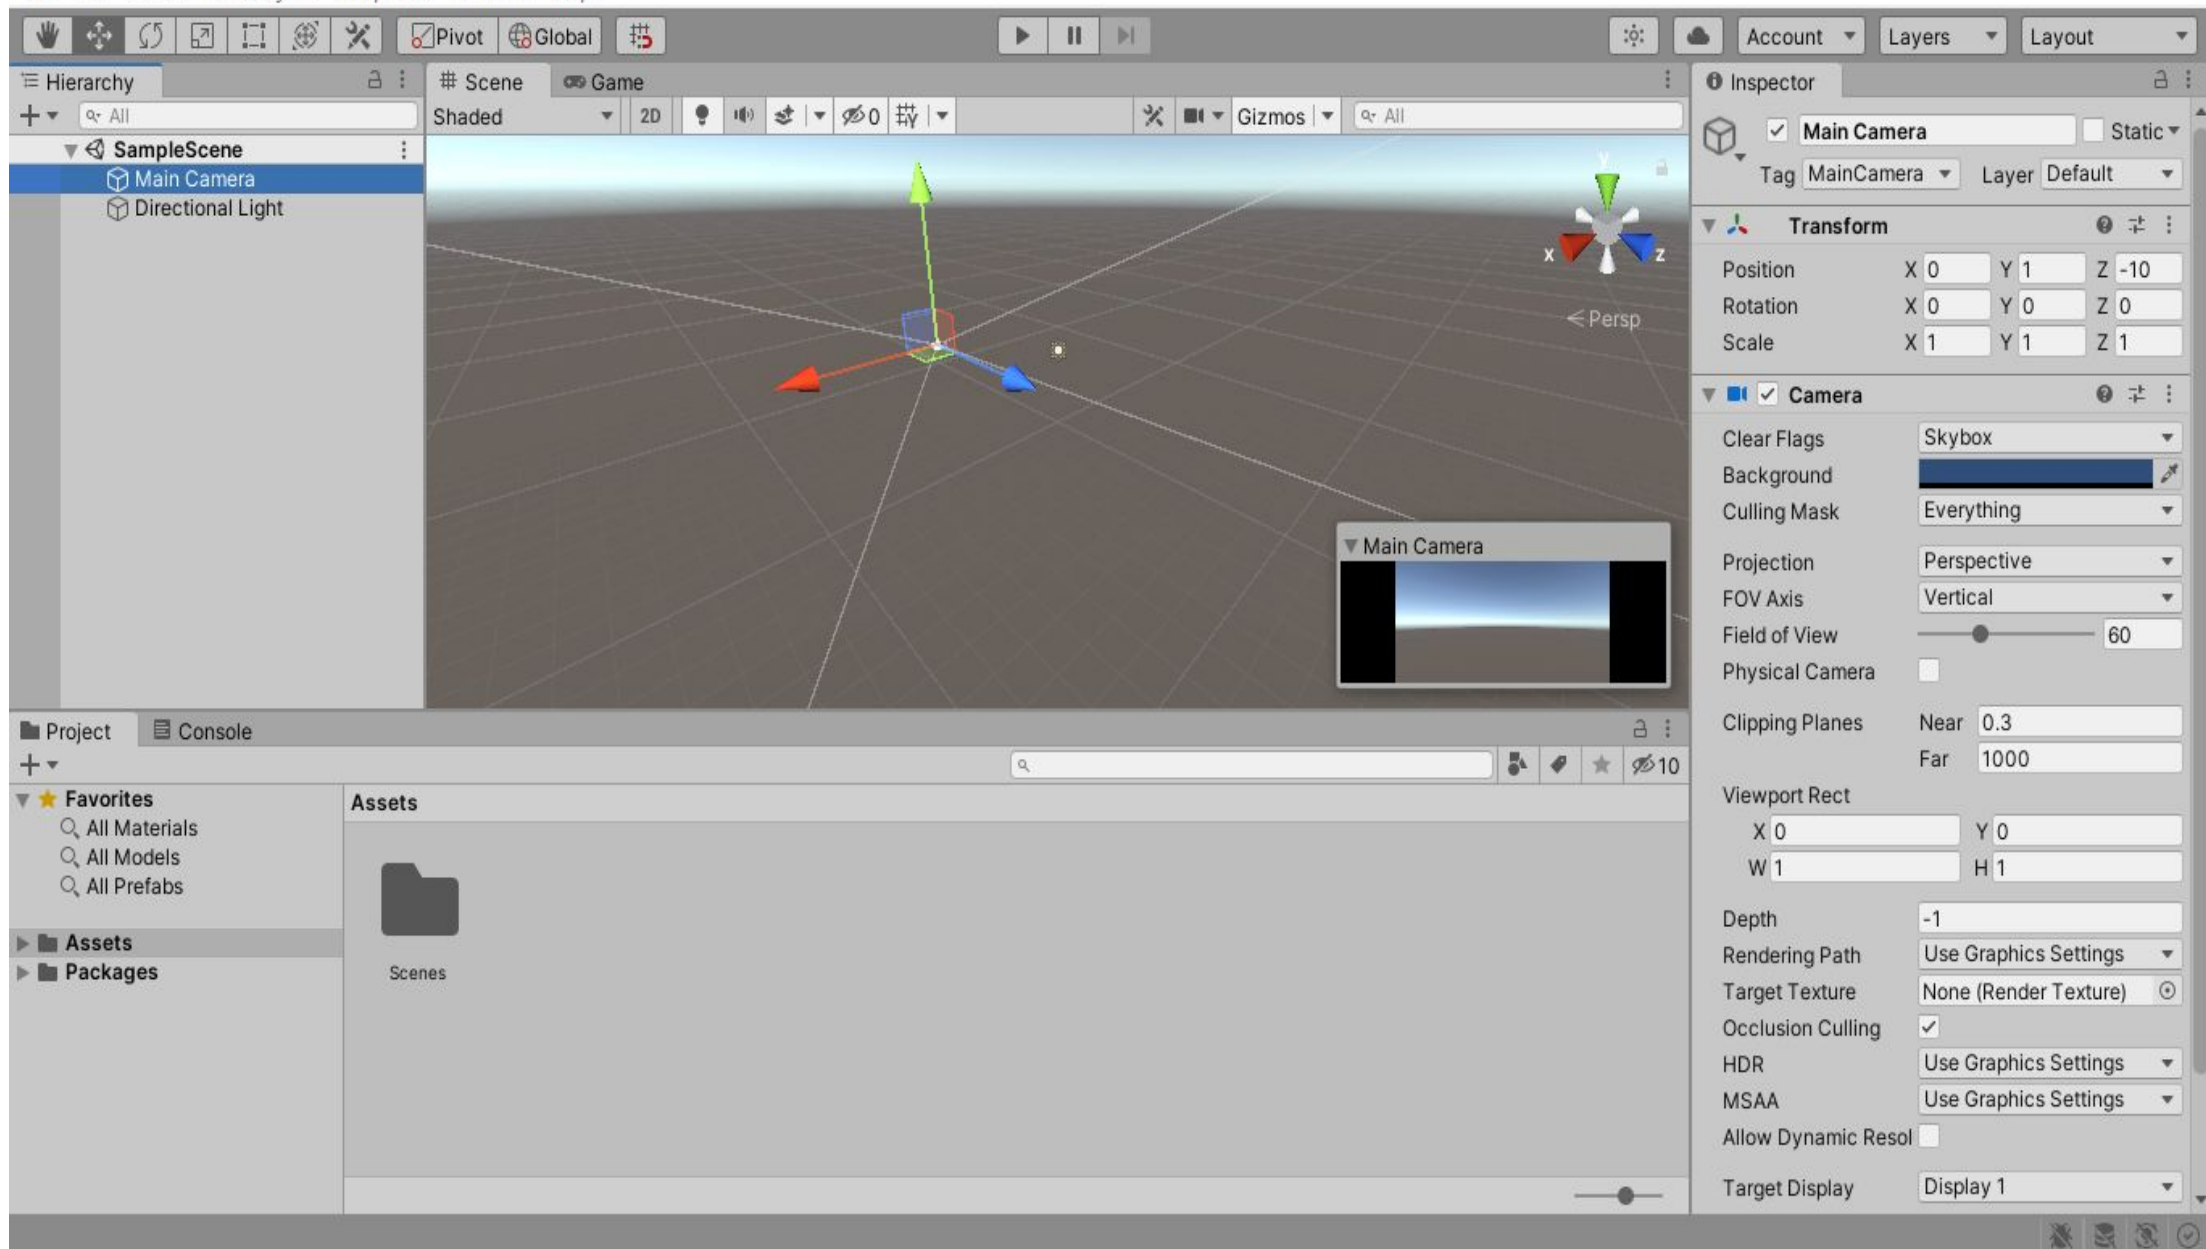 Pivot Global Account Layers Layout
Hierarchy
All
SampleScene
Main Camera
Directional Light
Scene Game
Shaded 2D 0 Gizmos All
y
x z
Persp
Main Camera
Project Console
10
Favorites
All Materials
All Models
All Prefabs
Assets
Packages
Assets
Scenes
Inspector
Main Camera Static
Tag MainCamera Layer Default
Transform
Position X 0 Y 1 Z -10
Rotation X 0 Y 0 Z 0
Scale X 1 Y 1 Z 1
Camera
Clear Flags Skybox
Background
Culling Mask Everything
Projection Perspective
FOV Axis Vertical
Field of View 60
Physical Camera
Clipping Planes Near 0.3
Far 1000
Viewport Rect
X 0 Y 0
W 1 H 1
Depth -1
Rendering Path Use Graphics Settings
Target Texture None (Render Texture)
Occlusion Culling
HDR Use Graphics Settings
MSAA Use Graphics Settings
Allow Dynamic Resol
Target Display Display 1